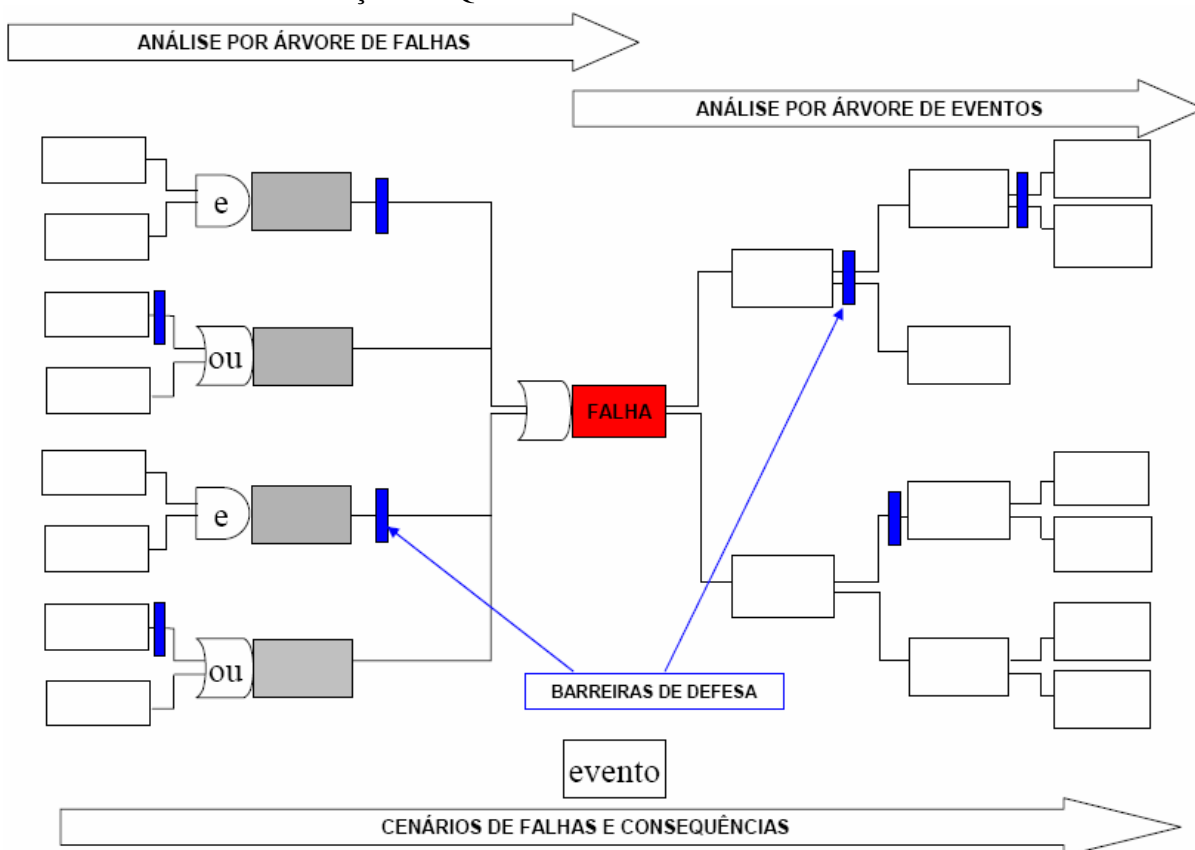 ANÁLISE POR ÁRVORE DE FALHAS
ANÁLISE POR ÁRVORE DE EVENTOS
e
ou
FALHA
e
ou
BARREIRAS DE DEFESA
evento
CENÁRIOS DE FALHAS E CONSEQUÊNCIAS